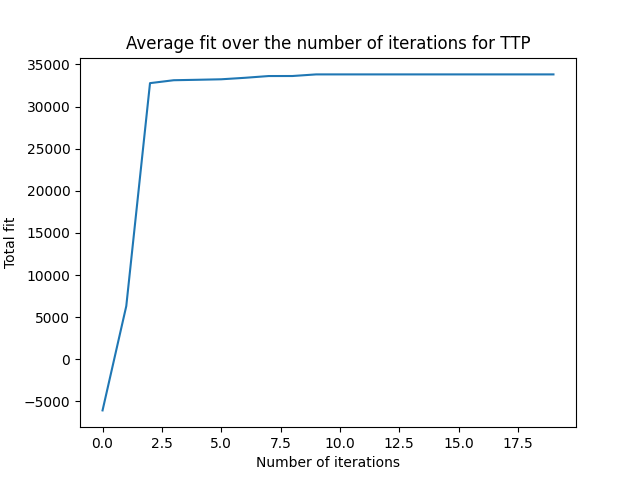 Average fit over the number of iterations for TTP
35000
30000
25000
20000
15000
10000
5000
0
−5000
Total fit
0.0 2.5 5.0 7.5 10.0 12.5 15.0 17.5
Number of iterations